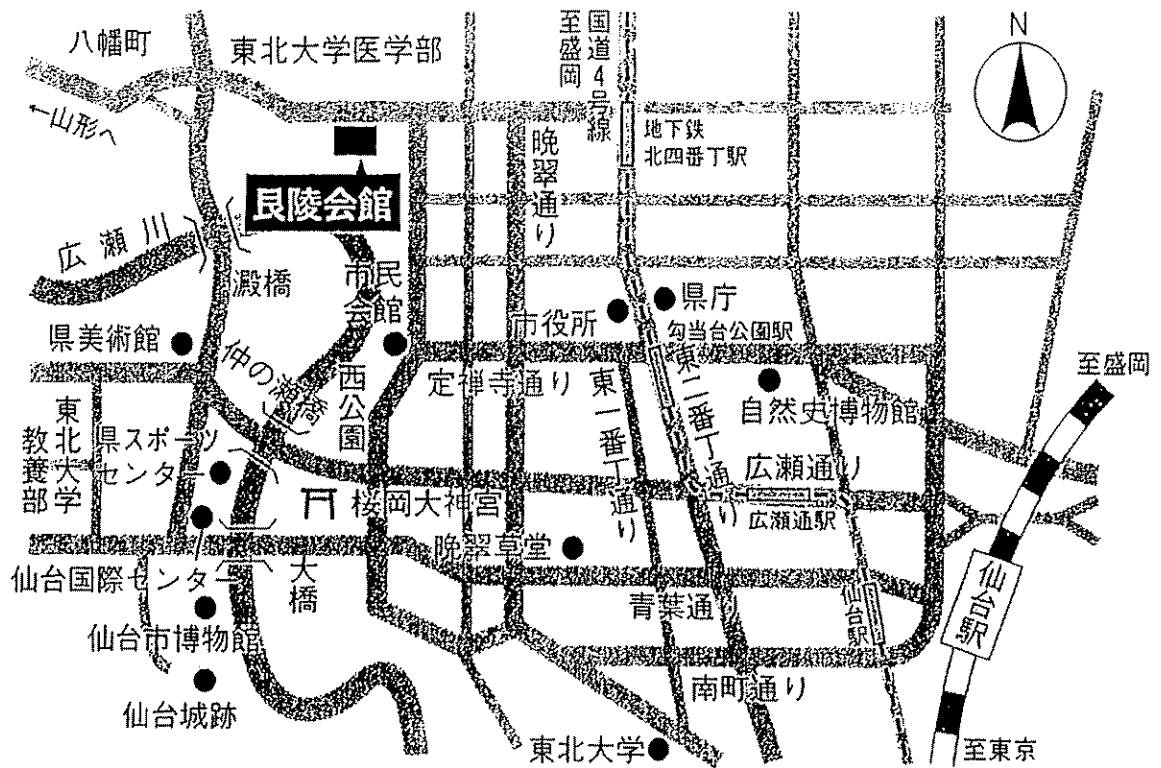 八幡町
東北大学医学部
国道4号線
至盛岡
N
←山形へ
地下鉄
北四番丁駅
晩翠通り
艮陵会館
広瀬川
澱橋
市民
会館
県庁
市役所
勾当台公園駅
県美術館
仲の瀬橋
西公園
定禅寺通り
東一番丁通り
東二番丁通り
自然史博物館
至盛岡
東北大学
教養部
県スポーツ
センター
広瀬通り
桜岡大神宮
広瀬通駅
晩翠草堂
仙台国際センター
大橋
青葉通
仙台駅
仙台駅
仙台市博物館
南町通り
仙台城跡
東北大学
至東京